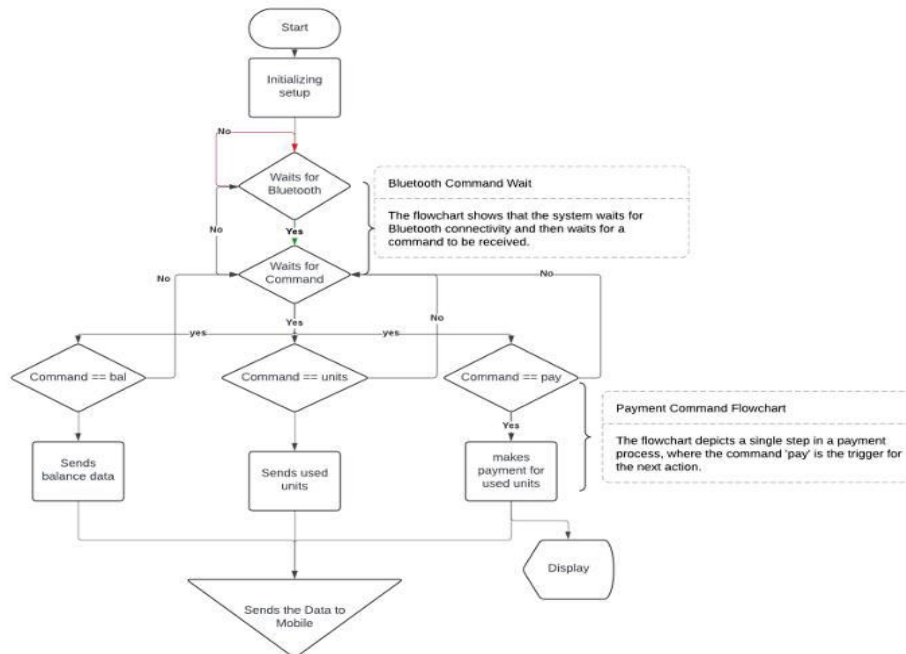 Start
Initializing
setup
No
Waits for
Bluetooth
Bluetooth Command Wait
The flowchart shows that the system waits for
Bluetooth connectivity and then waits for a
command to be received.
No
Yes
Waits for
Command
No
No
No
Yes
yes
yes
Command == bal
Command == units
Command == pay
Payment Command Flowchart
The flowchart depicts a single step in a payment
process, where the command 'pay' is the trigger for
the next action.
Yes
Sends
balance data
Sends used
units
makes
payment for
used units
Display
Sends the Data to
Mobile